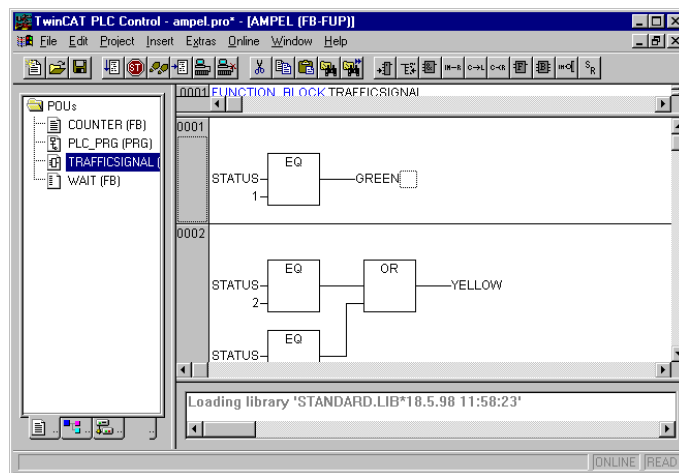 TwinCAT PLC Control - ampel.pro* - [AMPEL (FB-FUP)]
File Edit Project Insert Extras Online Window Help
POUs
COUNTER (FB)
PLC_PRG (PRG)
TRAFFICSIGNAL (
WAIT (FB)
0001 FUNCTION_BLOCK TRAFFICSIGNAL
0001
EQ
STATUS
GREEN
1
0002
EQ
OR
STATUS
YELLOW
2
EQ
STATUS
Loading library 'STANDARD.LIB*18.5.98 11:58:23'
ONLINE READ